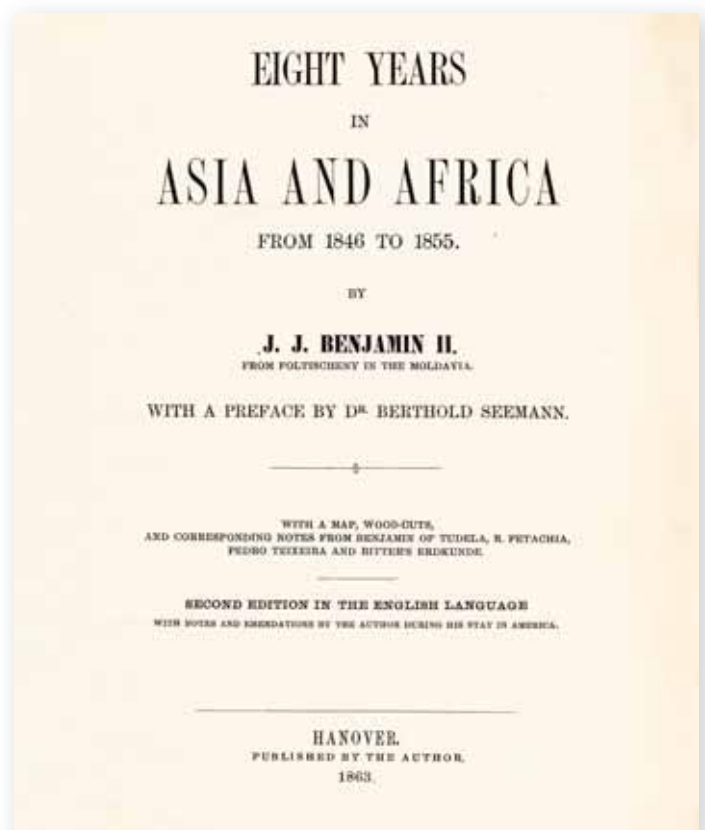 EIGHT YEARS
IN
ASIA AND AFRICA
FROM 1846 TO 1855.
BY
J. J. BENJAMIN II.
FROM FOLTISCHENY IN THE MOLDAVIA.
WITH A PREFACE BY DR. BERTHOLD SEEMANN.
WITH A MAP, WOOD-CUTS,
AND CORRESPONDING NOTES FROM BENJAMIN OF TUDELA, R. PETACHIA,
PEDRO TEIXEIRA AND RITTER'S ERDKUNDE.
SECOND EDITION IN THE ENGLISH LANGUAGE
WITH NOTES AND EMENDATIONS BY THE AUTHOR DURING HIS STAY IN AMERICA.
HANOVER.
PUBLISHED BY THE AUTHOR.
1863.